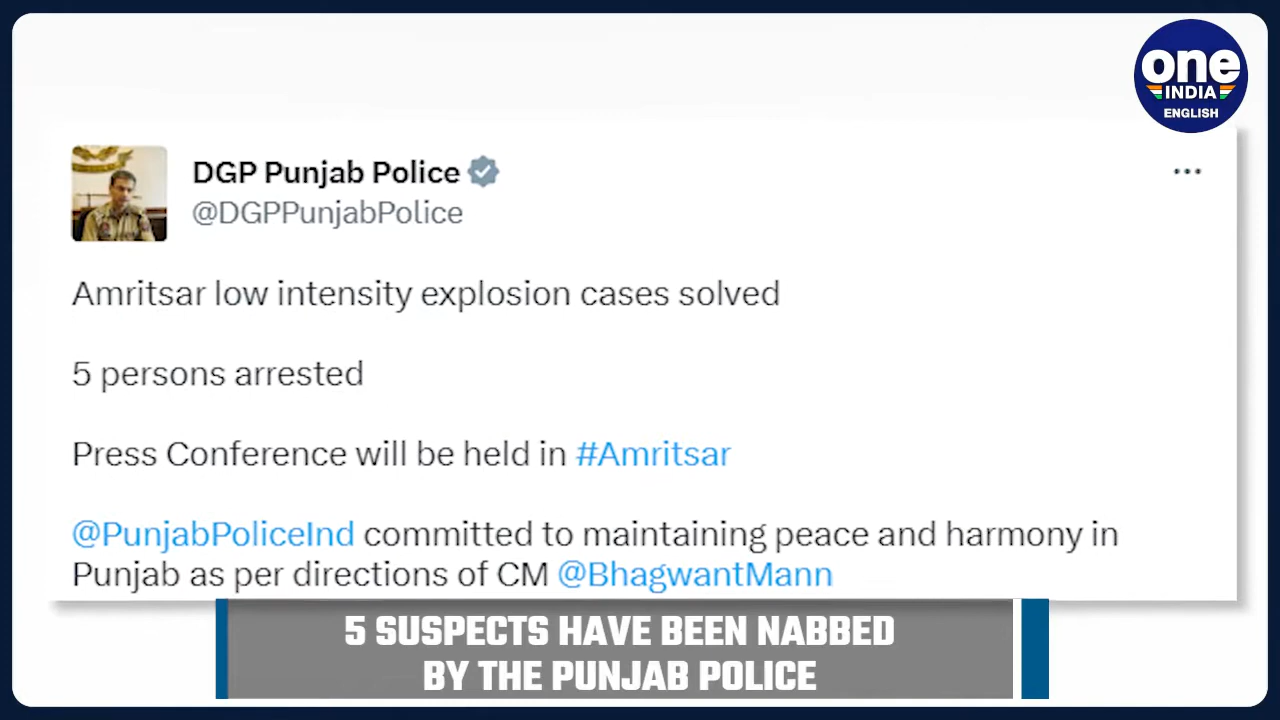 one
INDIA
ENGLISH
DGP Punjab Police
@DGPPunjabPolice
Amritsar low intensity explosion cases solved
5 persons arrested
Press Conference will be held in #Amritsar
@PunjabPoliceInd committed to maintaining peace and harmony in
Punjab as per directions of CM @BhagwantMann
5 SUSPECTS HAVE BEEN NABBED
BY THE PUNJAB POLICE